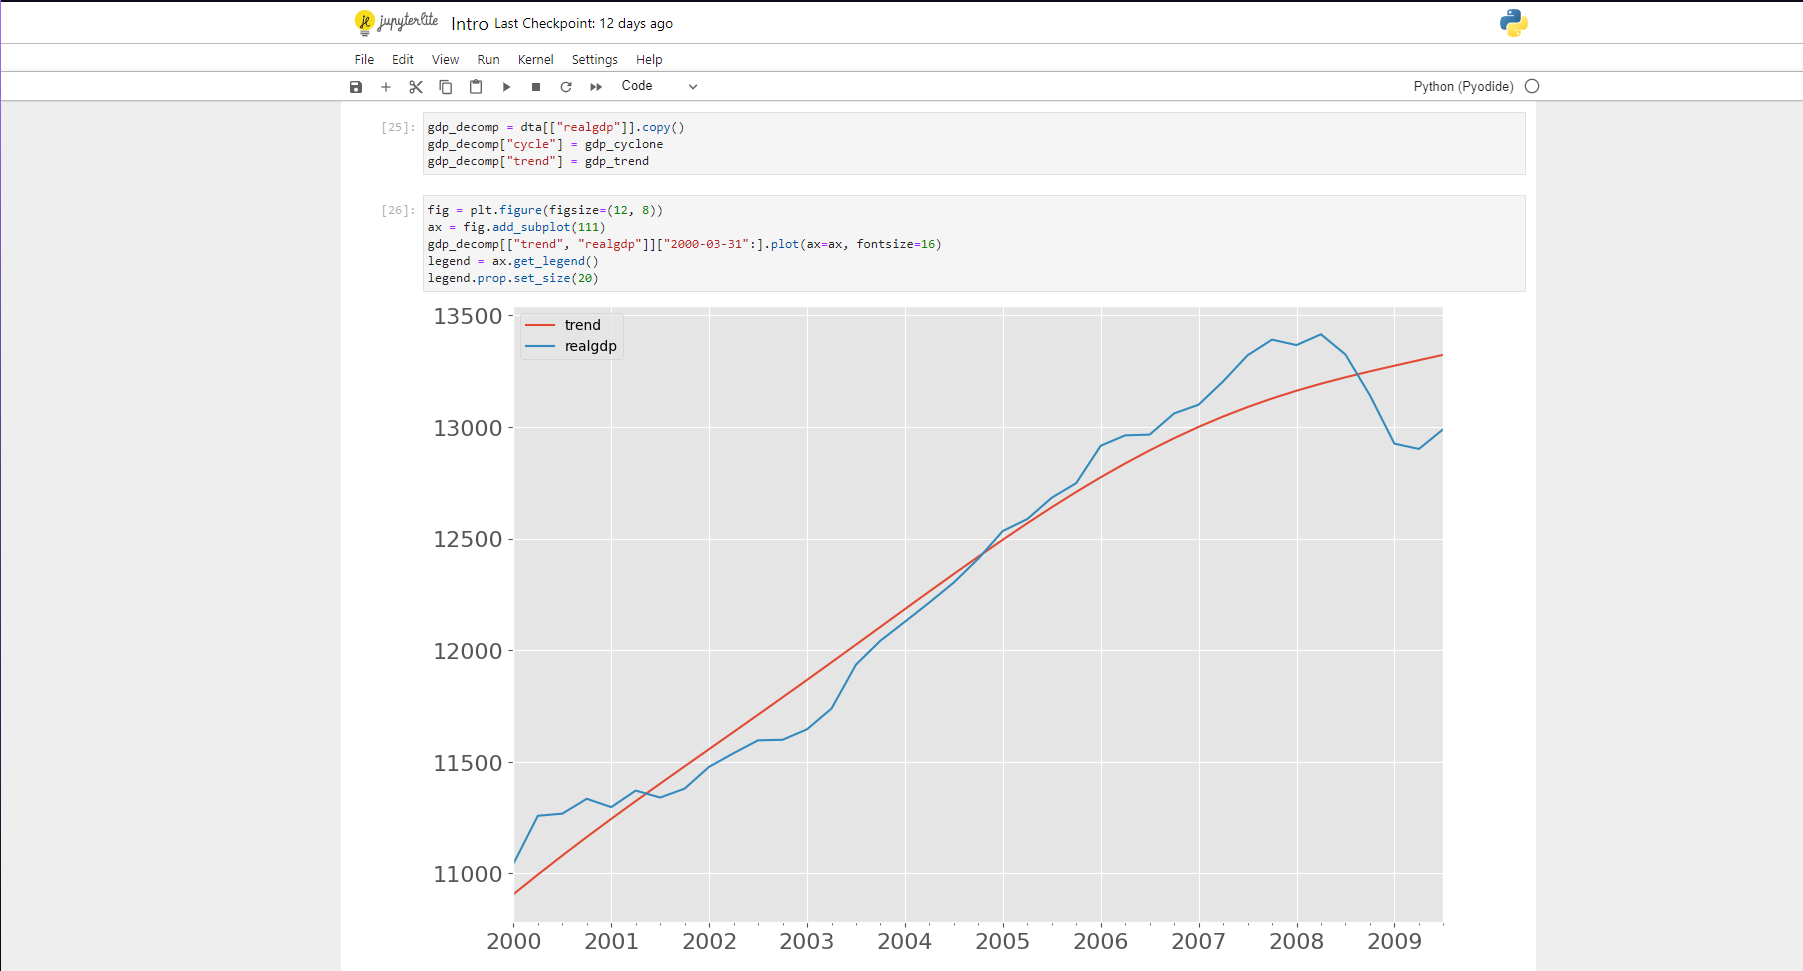 jupyterlite Intro Last Checkpoint: 12 days ago
File Edit View Run Kernel Settings Help
Code Python (Pyodide)
[25]: gdp_decomp = dta[["realgdp"]].copy()
gdp_decomp["cycle"] = gdp_cyclone
gdp_decomp["trend"] = gdp_trend
[26]: fig = plt.figure(figsize=(12, 8))
ax = fig.add_subplot(111)
gdp_decomp[["trend", "realgdp"]]["2000-03-31":].plot(ax=ax, fontsize=16)
legend = ax.get_legend()
legend.prop.set_size(20)
13500
trend
realgdp
13000
12500
12000
11500
11000
2000 2001 2002 2003 2004 2005 2006 2007 2008 2009